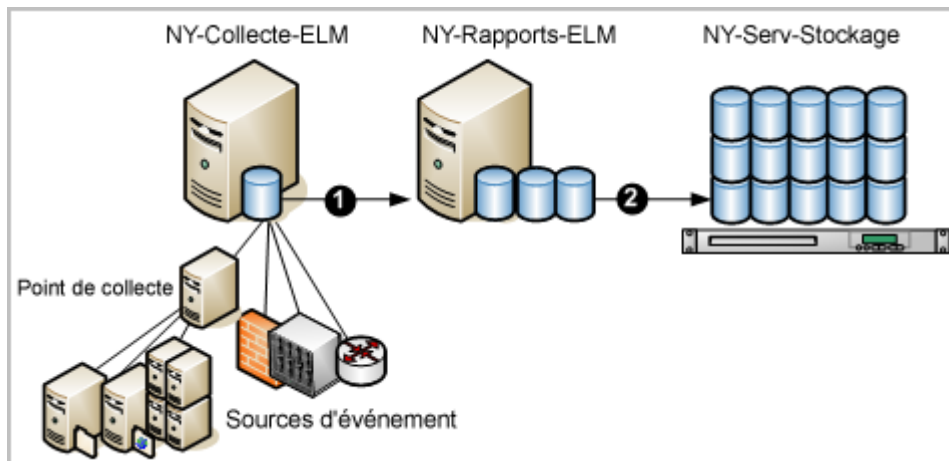 NY-Collecte-ELM
NY-Rapports-ELM
NY-Serv-Stockage
1
2
Point de collecte
Sources d'événement